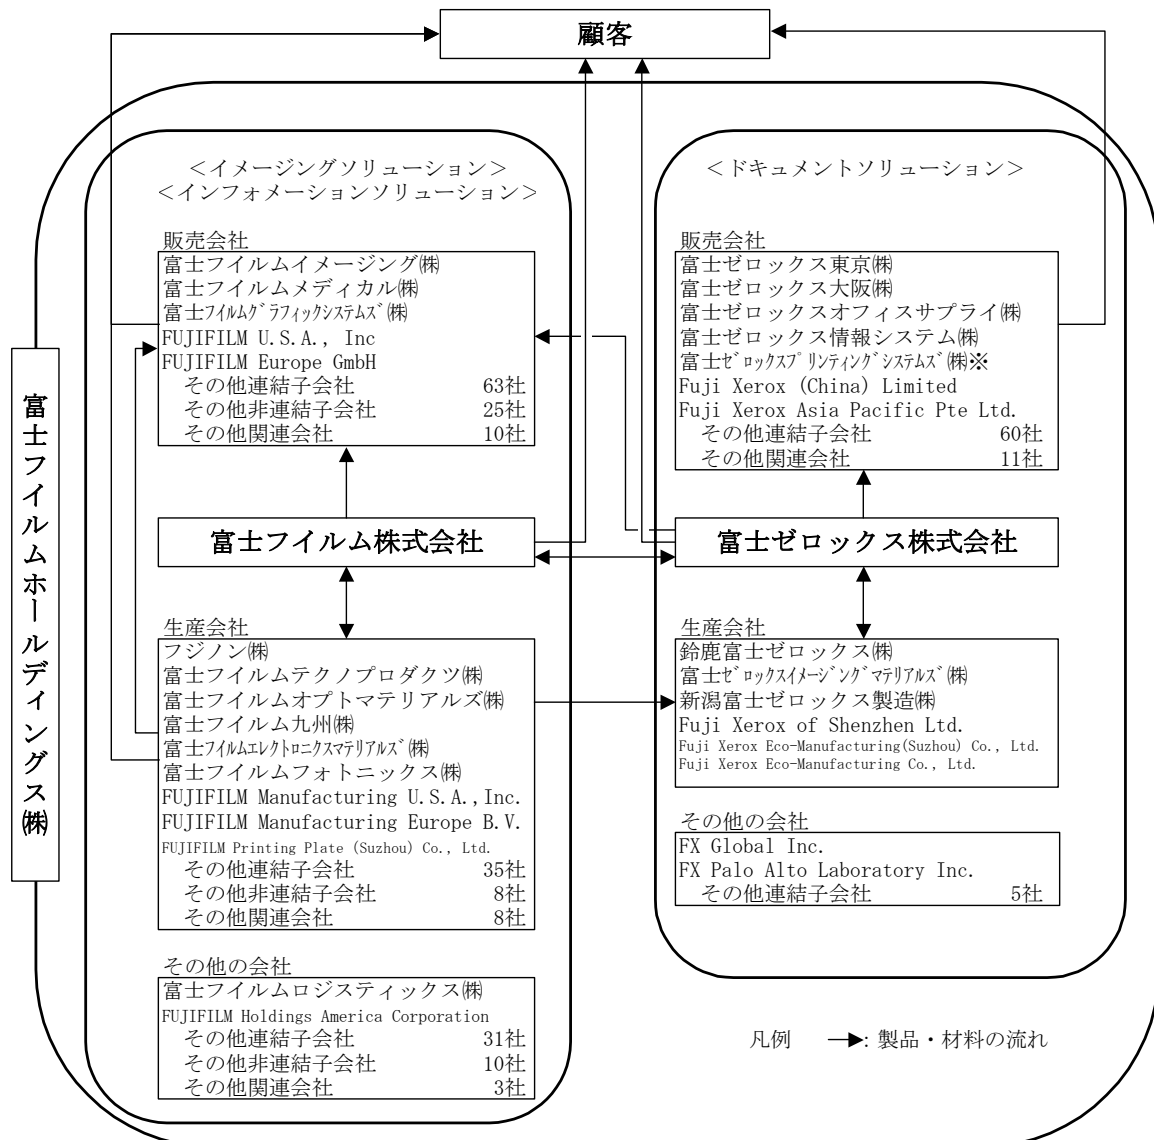 顧客
＜イメージングソリューション＞
＜インフォメーションソリューション＞
販売会社
富士フイルムイメージング㈱
富士フイルムメディカル㈱
富士ﾌｲﾙﾑｸﾞﾗﾌｨｯｸｼｽﾃﾑｽﾞ㈱
FUJIFILM U.S.A., Inc
FUJIFILM Europe GmbH
その他連結子会社 63社
その他非連結子会社 25社
その他関連会社 10社
富士フイルム株式会社
生産会社
フジノン㈱
富士フイルムテクノプロダクツ㈱
富士フイルムオプトマテリアルズ㈱
富士フイルム九州㈱
富士ﾌｲﾙﾑｴﾚｸﾄﾛﾆｸｽﾏﾃﾘｱﾙｽﾞ㈱
富士フイルムフォトニックス㈱
FUJIFILM Manufacturing U.S.A.,Inc.
FUJIFILM Manufacturing Europe B.V.
FUJIFILM Printing Plate (Suzhou) Co., Ltd.
その他連結子会社 35社
その他非連結子会社 8社
その他関連会社 8社
その他の会社
富士フイルムロジスティックス㈱
FUJIFILM Holdings America Corporation
その他連結子会社 31社
その他非連結子会社 10社
その他関連会社 3社
＜ドキュメントソリューション＞
販売会社
富士ゼロックス東京㈱
富士ゼロックス大阪㈱
富士ゼロックスオフィスサプライ㈱
富士ゼロックス情報システム㈱
富士ｾﾞﾛｯｸｽﾌﾟﾘﾝﾃｨﾝｸﾞｼｽﾃﾑｽﾞ㈱※
Fuji Xerox (China) Limited
Fuji Xerox Asia Pacific Pte Ltd.
その他連結子会社 60社
その他関連会社 11社
富士ゼロックス株式会社
生産会社
鈴鹿富士ゼロックス㈱
富士ｾﾞﾛｯｸｽｲﾒｰｼﾞﾝｸﾞﾏﾃﾘｱﾙｽﾞ㈱
新潟富士ゼロックス製造㈱
Fuji Xerox of Shenzhen Ltd.
Fuji Xerox Eco-Manufacturing(Suzhou) Co., Ltd.
Fuji Xerox Eco-Manufacturing Co., Ltd.
その他の会社
FX Global Inc.
FX Palo Alto Laboratory Inc.
その他連結子会社 5社
凡例 →: 製品・材料の流れ
富士フイルムホールディングス㈱